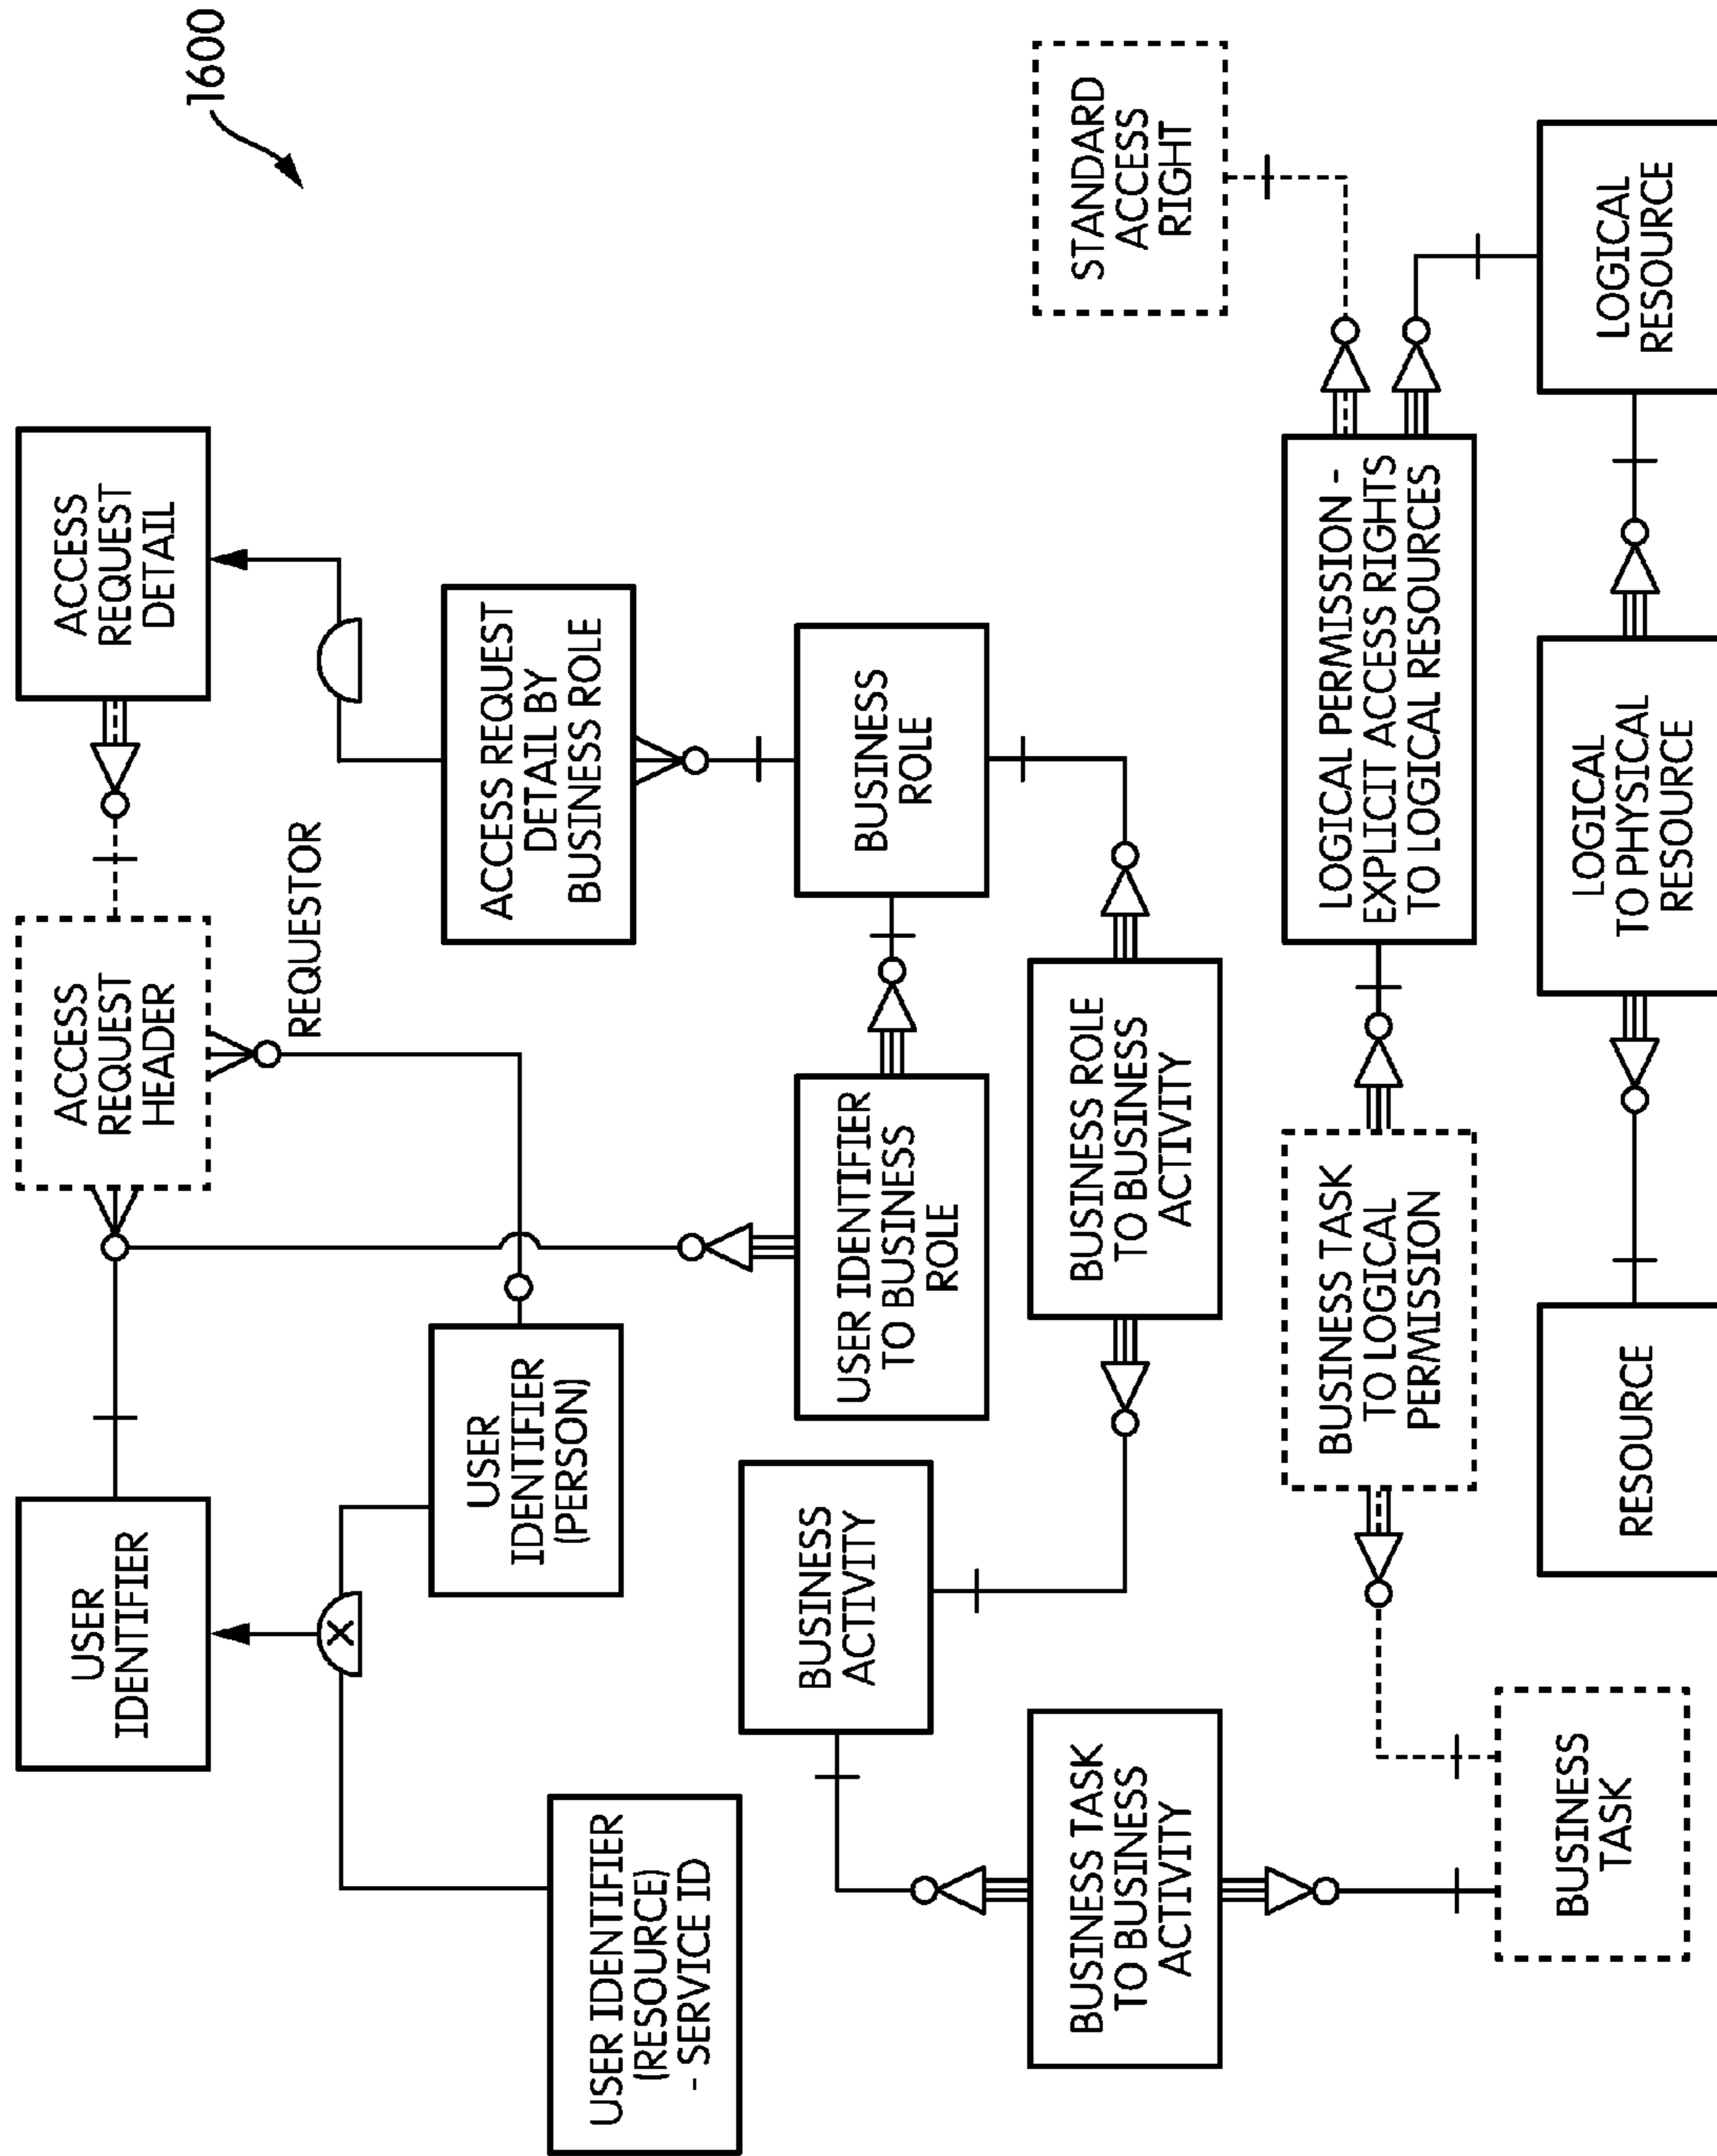 1600
USER
IDENTIFIER
ACCESS
REQUEST
HEADER
ACCESS
REQUEST
DETAIL
REQUESTOR
USER IDENTIFIER
(RESOURCE)
- SERVICE ID
USER
IDENTIFIER
(PERSON)
ACCESS REQUEST
DETAIL BY
BUSINESS ROLE
BUSINESS
ACTIVITY
USER IDENTIFIER
TO BUSINESS
ROLE
BUSINESS
ROLE
BUSINESS TASK
TO BUSINESS
ACTIVITY
BUSINESS ROLE
TO BUSINESS
ACTIVITY
STANDARD
ACCESS
RIGHT
BUSINESS TASK
TO LOGICAL
PERMISSION
LOGICAL PERMISSION -
EXPLICIT ACCESS RIGHTS
TO LOGICAL RESOURCES
BUSINESS
TASK
RESOURCE
LOGICAL
TO PHYSICAL
RESOURCE
LOGICAL
RESOURCE
X